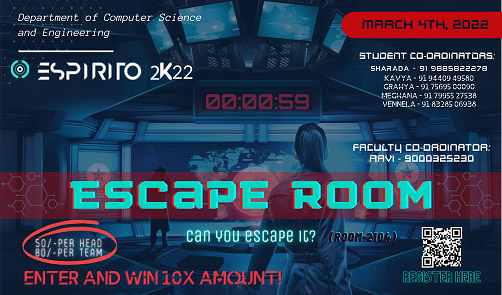 Department of Computer Science
and Engineering
ESPIRITO 2K22
MARCH 4TH, 2022
STUDENT CO-ORDINATORS:
SHARADA - 91 9885822278
KAVYA - 91 94409 49580
GRAHYA - 91 75695 00090
MEGHANA - 91 79955 27538
VENNELA - 91 83285 06938
00:00:59
FACULTY CO-ORDINATOR:
RAVI - 9000325230
ESCAPE ROOM
Can you escape it?
(ROOM 2104)
50/-PER HEAD
80/-PER TEAM
ENTER AND WIN 10X AMOUNT!
REGISTER HERE